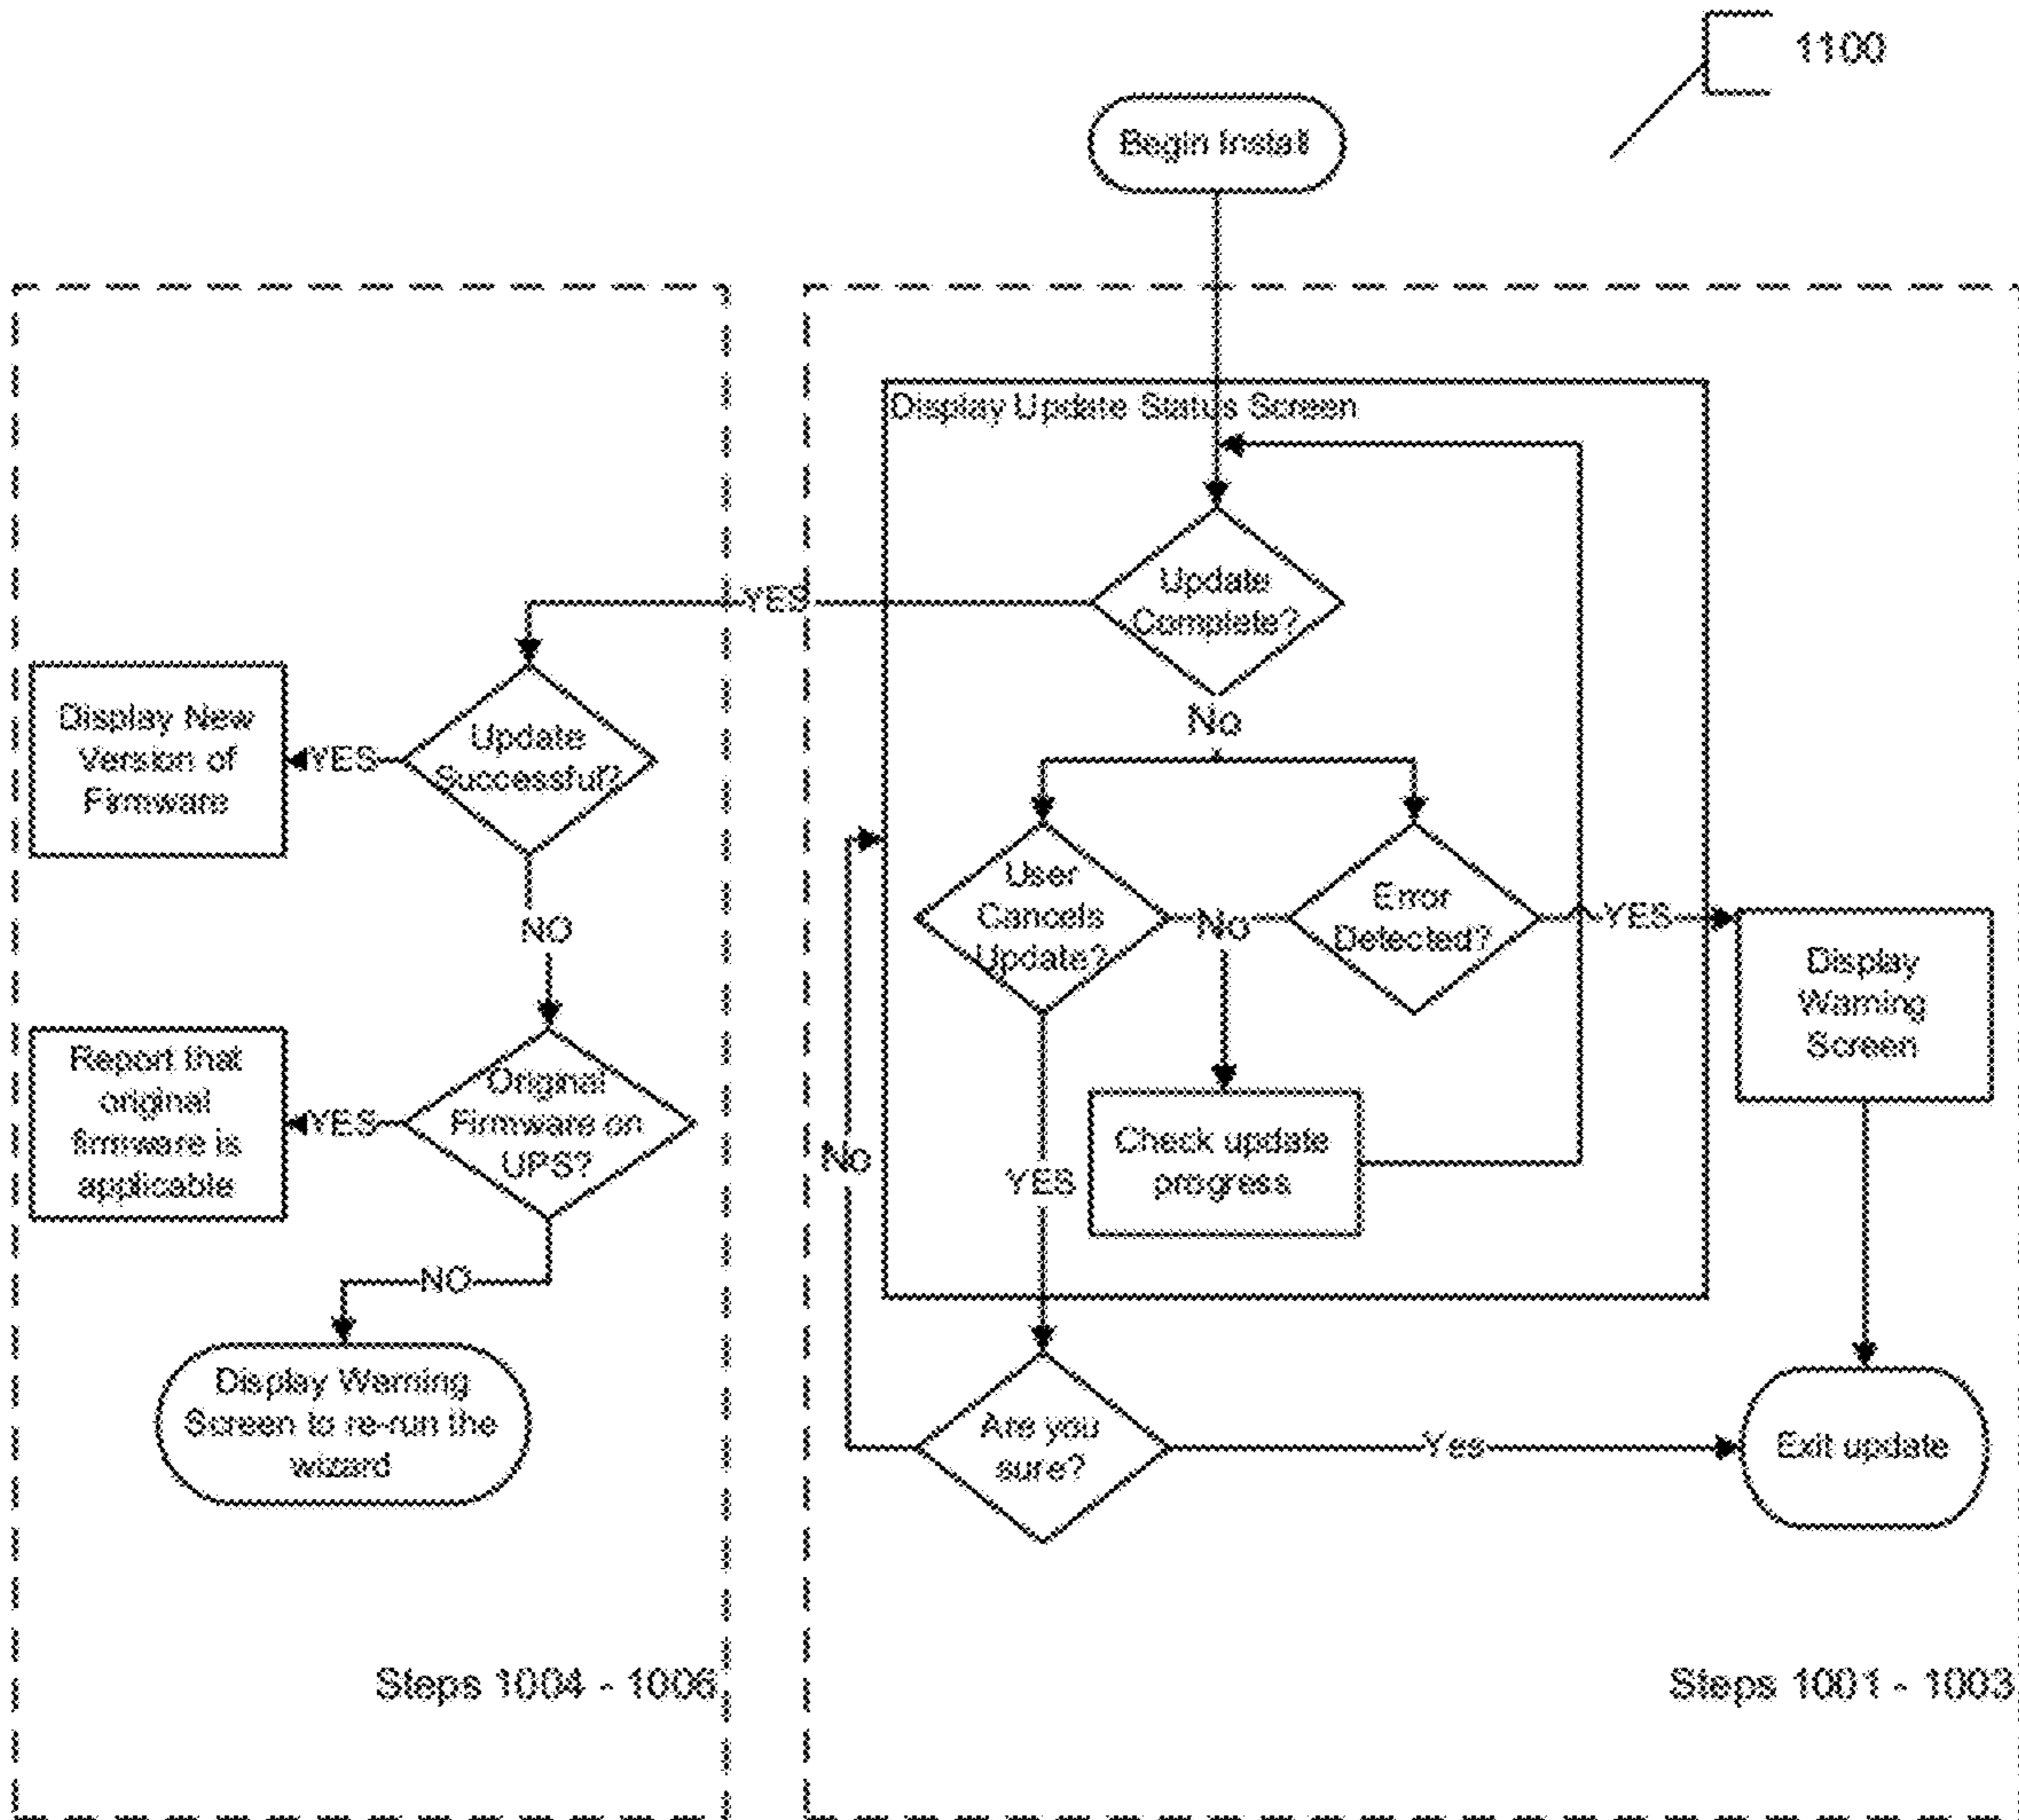 1100
Begin Install
Display Update Status Screen
Update
Complete?
YES
No
Display New
Version of
Firmware
YES
Update
Successful?
User
Cancels
Update?
No
Error
Detected?
YES
Display
Warning
Screen
NO
Report that
original
firmware is
applicable
YES
Original
Firmware on
UPS?
No
YES
Check update
progress
NO
Display Warning
Screen to re-run the
wizard
Are you
sure?
Yes
Exit update
Steps 1004 - 1006
Steps 1001 - 1003